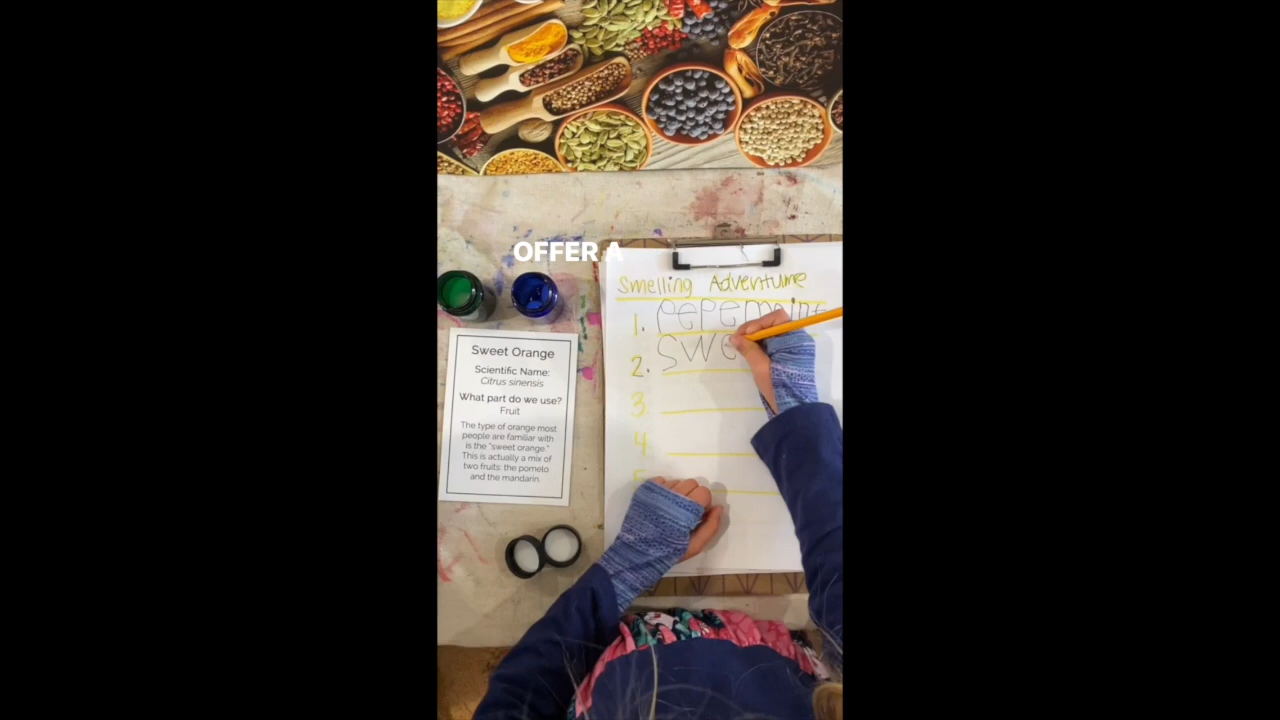 OFFER A
Smelling Adventure
1. PEPEmint
2. SWe
3.
4.
5.
Sweet Orange
Scientific Name:
Citrus sinensis
What part do we use?
Fruit
The type of orange most
people are familiar with
is the "sweet orange."
This is actually a mix of
two fruits: the pomelo
and the mandarin.